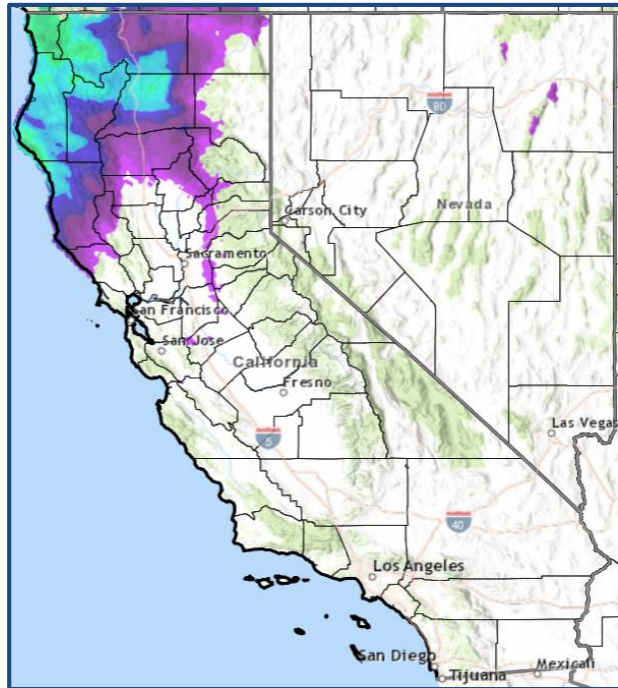 80
Nevada
Carson City
Sacramento
San Francisco
San Jose
California
Fresno
Las Vegas
5
40
Los Angeles
San Diego
Tijuana
Mexicali